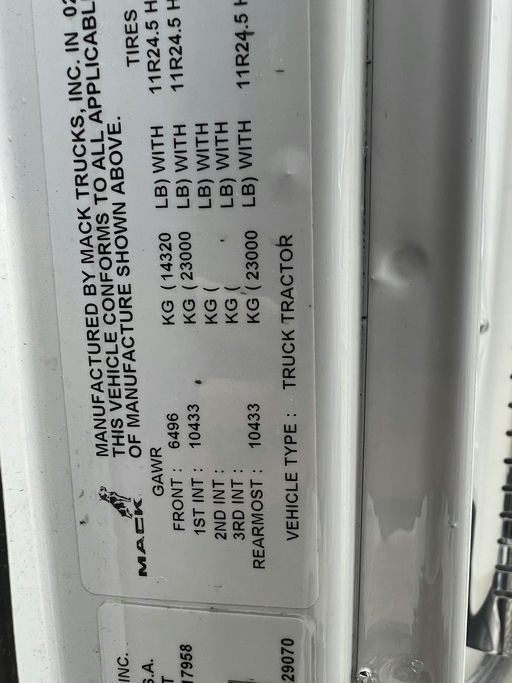 MACK
MANUFACTURED BY MACK TRUCKS, INC. IN 02
THIS VEHICLE CONFORMS TO ALL APPLICABL
OF MANUFACTURE SHOWN ABOVE.
GAWR TIRES
FRONT : 6496 KG ( 14320 LB) WITH 11R24.5 H
1ST INT : 10433 KG ( 23000 LB) WITH 11R24.5 H
2ND INT : KG ( LB) WITH
3RD INT : KG ( LB) WITH
REARMOST : 10433 KG ( 23000 LB) WITH 11R24.5 H
VEHICLE TYPE : TRUCK TRACTOR
INC.
S.A.
T
17958
29070